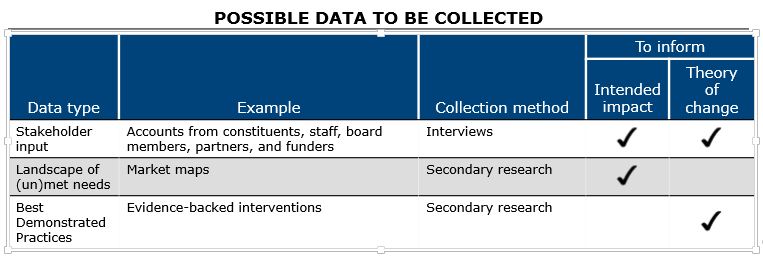 POSSIBLE DATA TO BE COLLECTED
To inform
Data type
Example
Collection method
Intended
impact
Theory
of
change
Stakeholder
input
Accounts from constituents, staff, board
members, partners, and funders
Interviews
✓
✓
Landscape of
(un)met needs
Market maps
Secondary research
✓
Best
Demonstrated
Practices
Evidence-backed interventions
Secondary research
✓